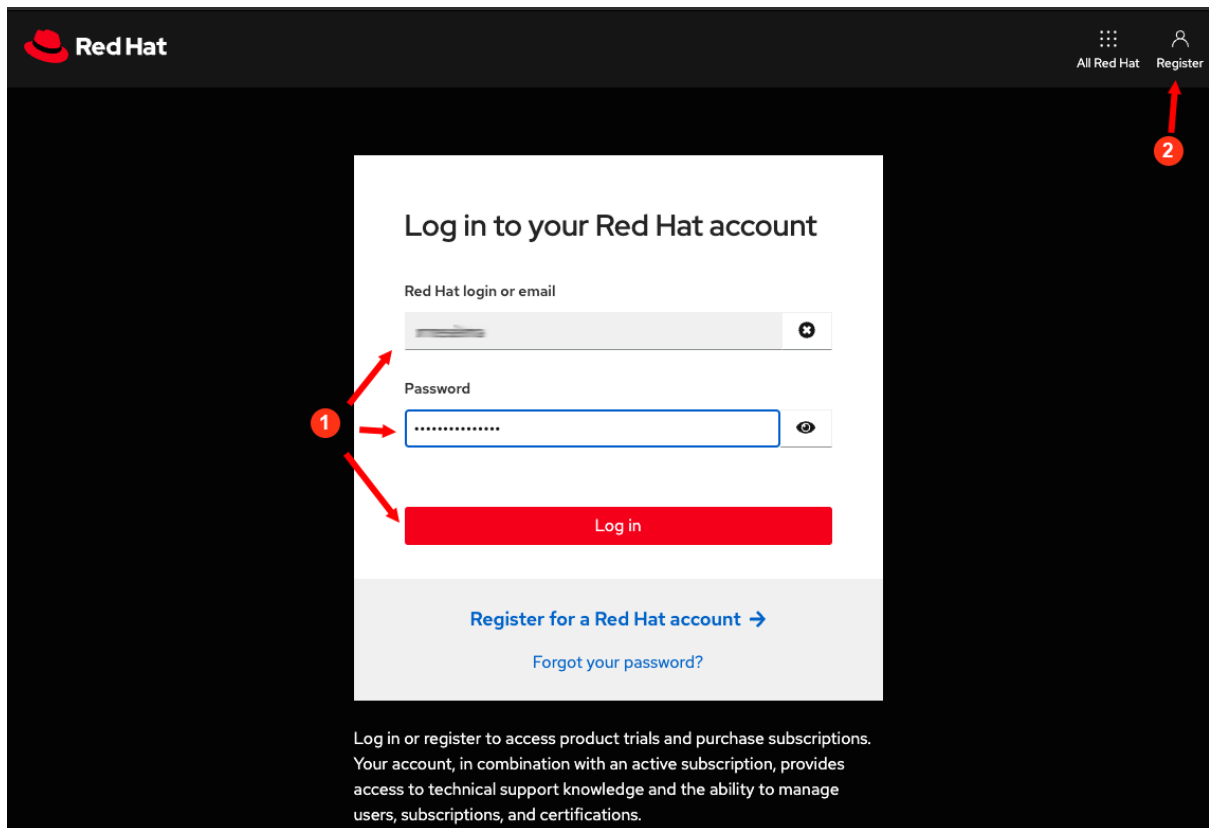 Red Hat
All Red Hat
Register
2
Log in to your Red Hat account
Red Hat login or email
Password
1
•••••••••••••••
Log in
Register for a Red Hat account →
Forgot your password?
Log in or register to access product trials and purchase subscriptions.
Your account, in combination with an active subscription, provides
access to technical support knowledge and the ability to manage
users, subscriptions, and certifications.